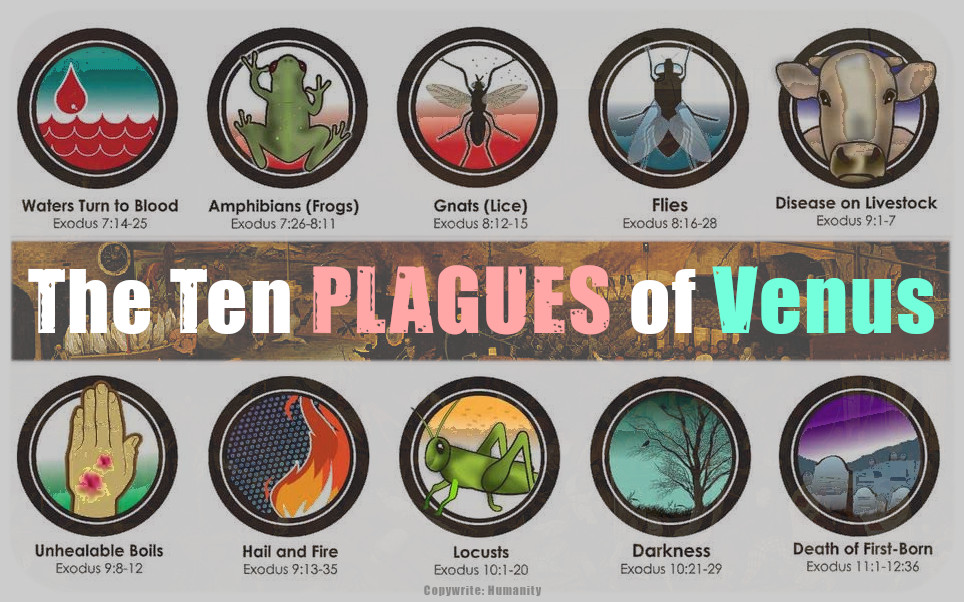 Waters Turn to Blood
Exodus 7:14-25
Amphibians (Frogs)
Exodus 7:26-8:11
Gnats (Lice)
Exodus 8:12-15
Flies
Exodus 8:16-28
Disease on Livestock
Exodus 9:1-7
The Ten PLAGUES of Venus
Unhealable Boils
Exodus 9:8-12
Hail and Fire
Exodus 9:13-35
Locusts
Exodus 10:1-20
Darkness
Exodus 10:21-29
Death of First-Born
Exodus 11:1-12:36
Copywrite: Humanity